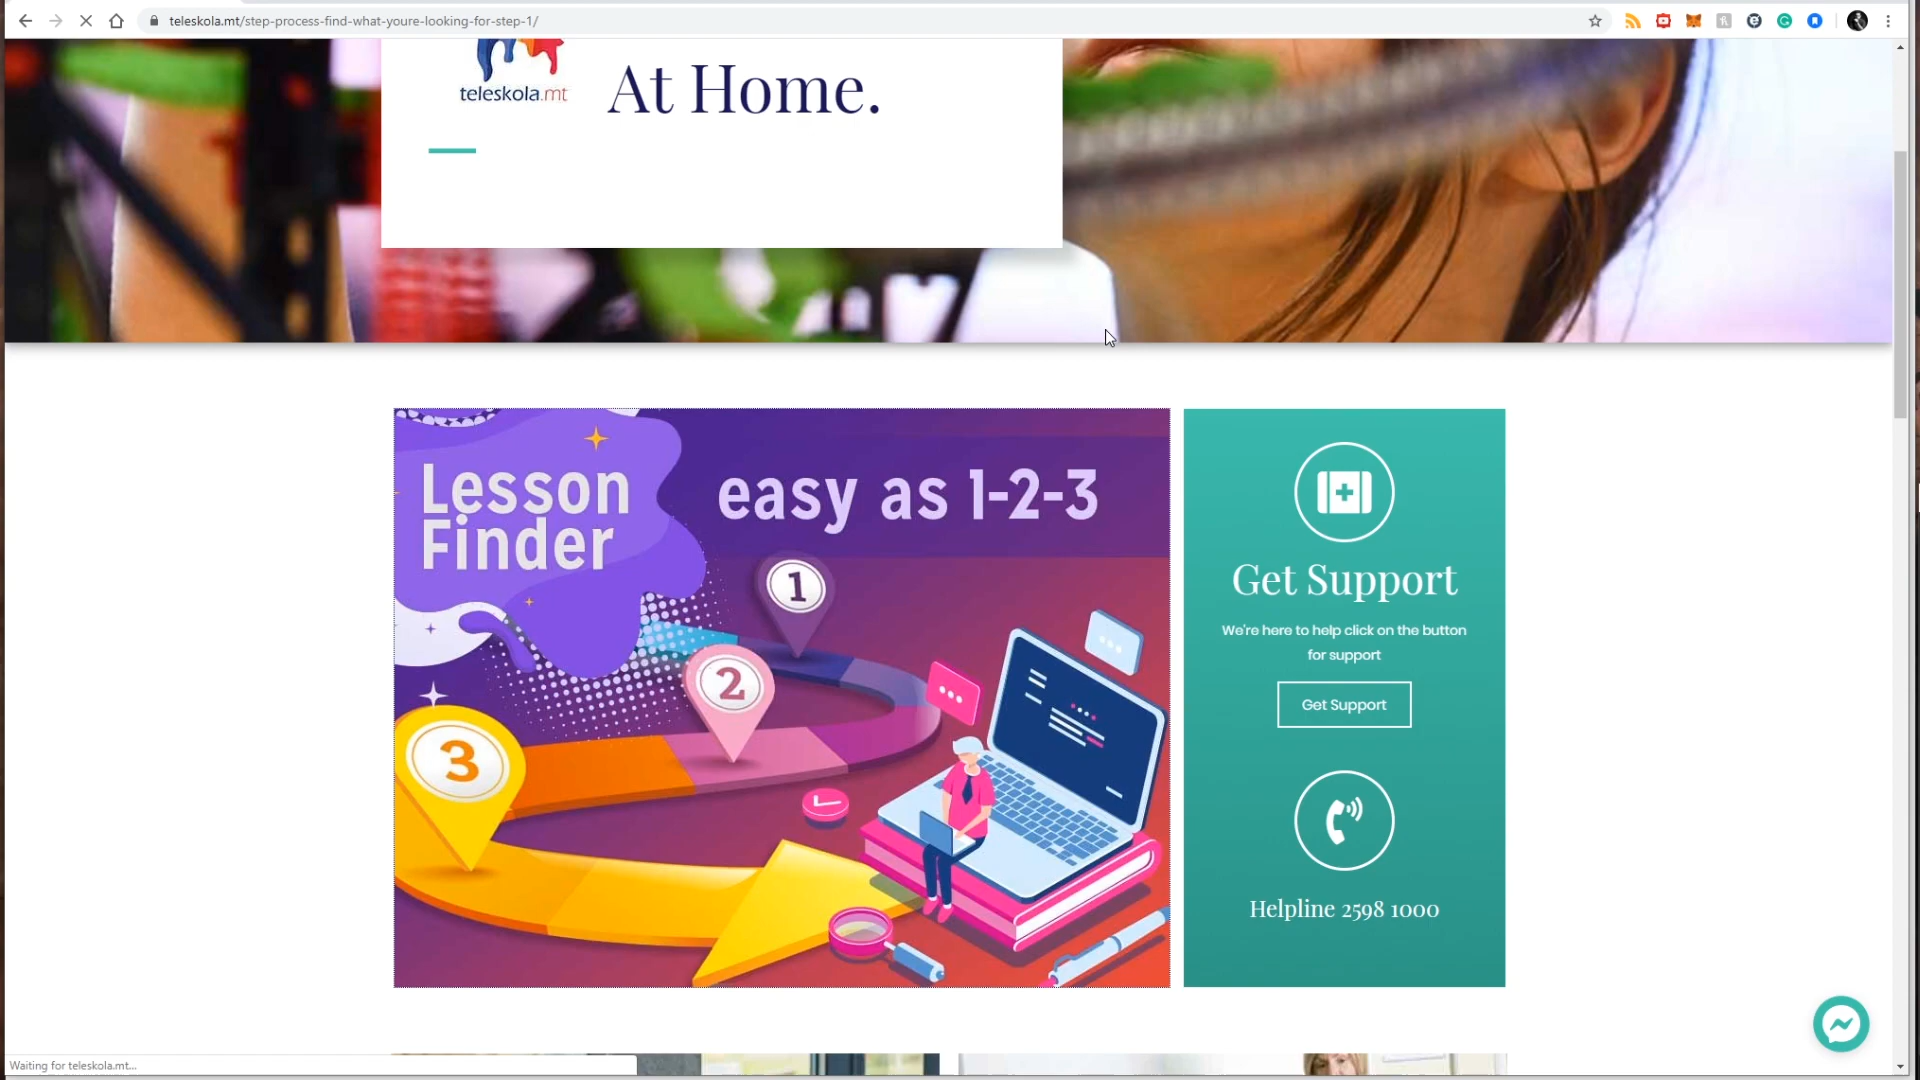 teleskola.mt/step-process-find-what-youre-looking-for-step-1/
teleskola.mt
At Home.
Lesson
Finder
easy as 1-2-3
1
2
3
Get Support
We're here to help click on the button
for support
Get Support
Helpline 2598 1000
Waiting for teleskola.mt...